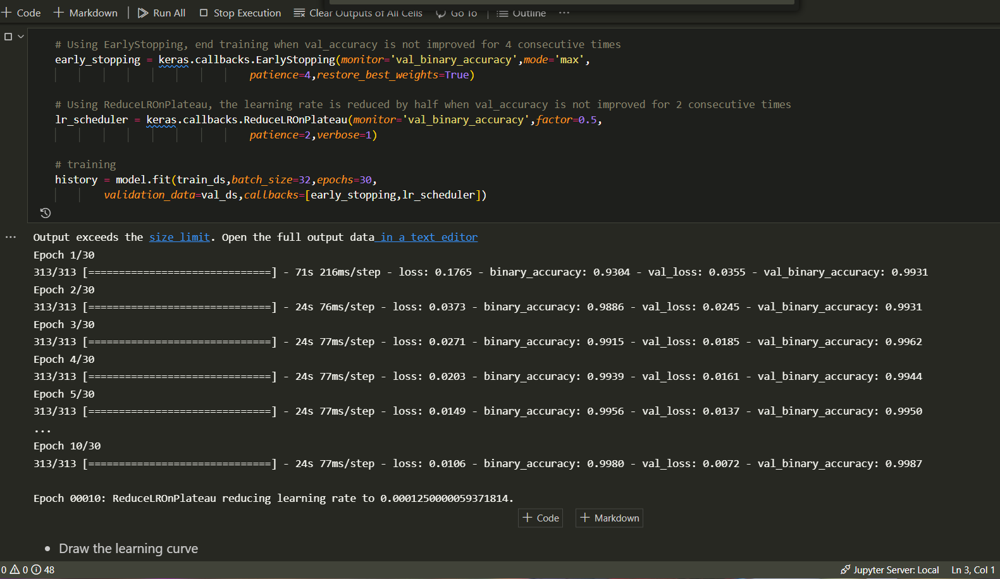 Code Markdown Run All Stop Execution Clear Outputs of All Cells Go To Outline ...
# Using EarlyStopping, end training when val_accuracy is not improved for 4 consecutive times
early_stopping = keras.callbacks.EarlyStopping(monitor='val_binary_accuracy',mode='max',
patience=4,restore_best_weights=True)
# Using ReduceLROnPlateau, the learning rate is reduced by half when val_accuracy is not improved for 2 consecutive times
lr_scheduler = keras.callbacks.ReduceLROnPlateau(monitor='val_binary_accuracy',factor=0.5,
patience=2,verbose=1)
# training
history = model.fit(train_ds,batch_size=32,epochs=30,
validation_data=val_ds,callbacks=[early_stopping,lr_scheduler])
... Output exceeds the size limit. Open the full output data in a text editor
Epoch 1/30
313/313 [==============================] - 71s 216ms/step - loss: 0.1765 - binary_accuracy: 0.9304 - val_loss: 0.0355 - val_binary_accuracy: 0.9931
Epoch 2/30
313/313 [==============================] - 24s 76ms/step - loss: 0.0373 - binary_accuracy: 0.9886 - val_loss: 0.0245 - val_binary_accuracy: 0.9931
Epoch 3/30
313/313 [==============================] - 24s 77ms/step - loss: 0.0271 - binary_accuracy: 0.9915 - val_loss: 0.0185 - val_binary_accuracy: 0.9962
Epoch 4/30
313/313 [==============================] - 24s 77ms/step - loss: 0.0203 - binary_accuracy: 0.9939 - val_loss: 0.0161 - val_binary_accuracy: 0.9944
Epoch 5/30
313/313 [==============================] - 24s 77ms/step - loss: 0.0149 - binary_accuracy: 0.9956 - val_loss: 0.0137 - val_binary_accuracy: 0.9950
...
Epoch 10/30
313/313 [==============================] - 24s 77ms/step - loss: 0.0106 - binary_accuracy: 0.9980 - val_loss: 0.0072 - val_binary_accuracy: 0.9987
Epoch 00010: ReduceLROnPlateau reducing learning rate to 0.0001250000059371814.
+ Code + Markdown
• Draw the learning curve
0 0 48 Jupyter Server: Local Ln 3, Col 1